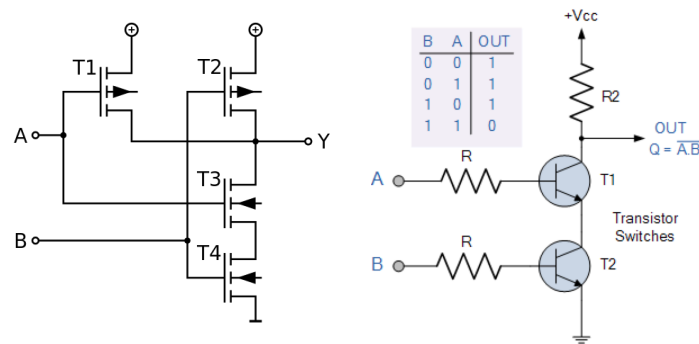 T1
T2
A
Y
T3
B
T4
B A OUT
0 0 1
0 1 1
1 0 1
1 1 0
+Vcc
R2
OUT
Q = A.B
R
A
T1
Transistor
Switches
R
B
T2